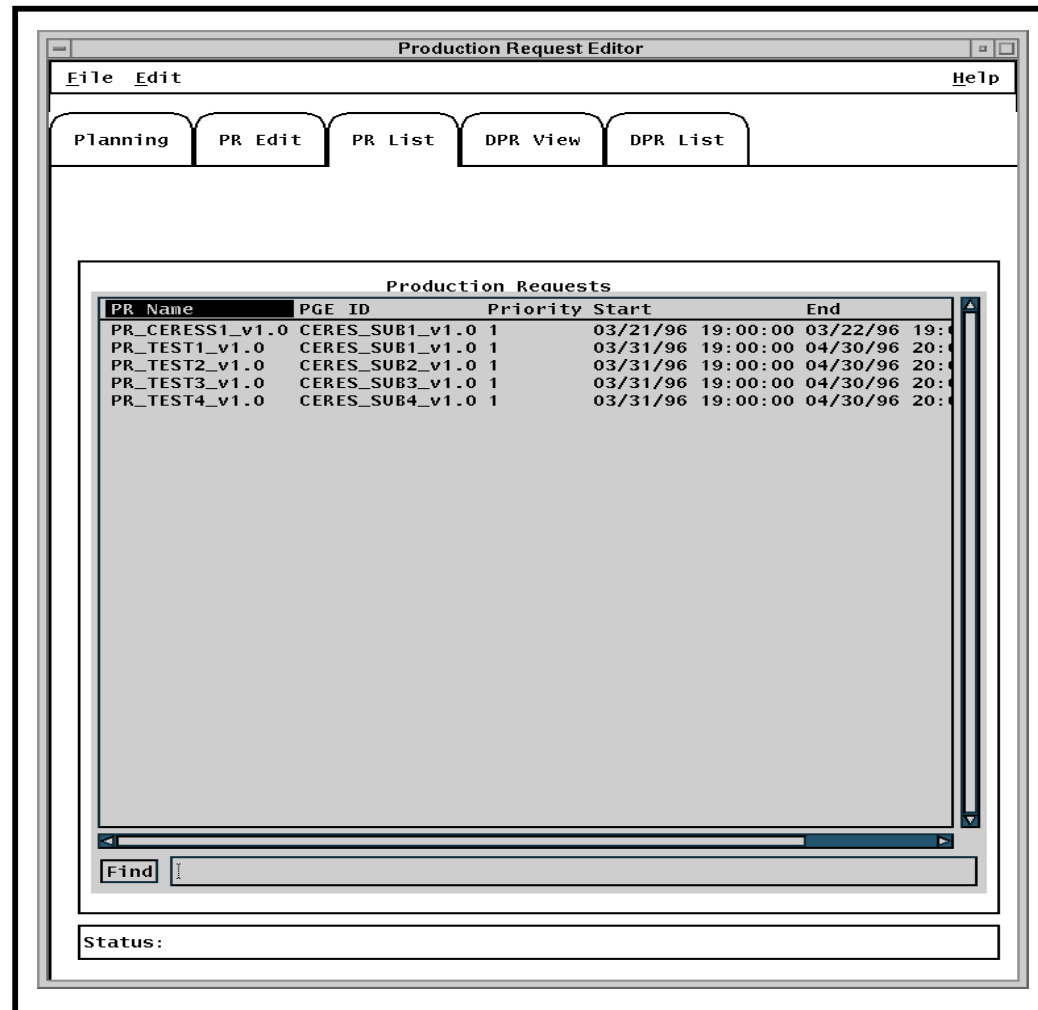 Production Request Editor
File Edit Help
Planning PR Edit PR List DPR View DPR List
Production Requests
PR Name PGE ID Priority Start End
PR_CERESS1_v1.0 CERES_SUB1_v1.0 1 03/21/96 19:00:00 03/22/96 19:
PR_TEST1_v1.0 CERES_SUB1_v1.0 1 03/31/96 19:00:00 04/30/96 20:
PR_TEST2_v1.0 CERES_SUB2_v1.0 1 03/31/96 19:00:00 04/30/96 20:
PR_TEST3_v1.0 CERES_SUB3_v1.0 1 03/31/96 19:00:00 04/30/96 20:
PR_TEST4_v1.0 CERES_SUB4_v1.0 1 03/31/96 19:00:00 04/30/96 20:
Find
Status: